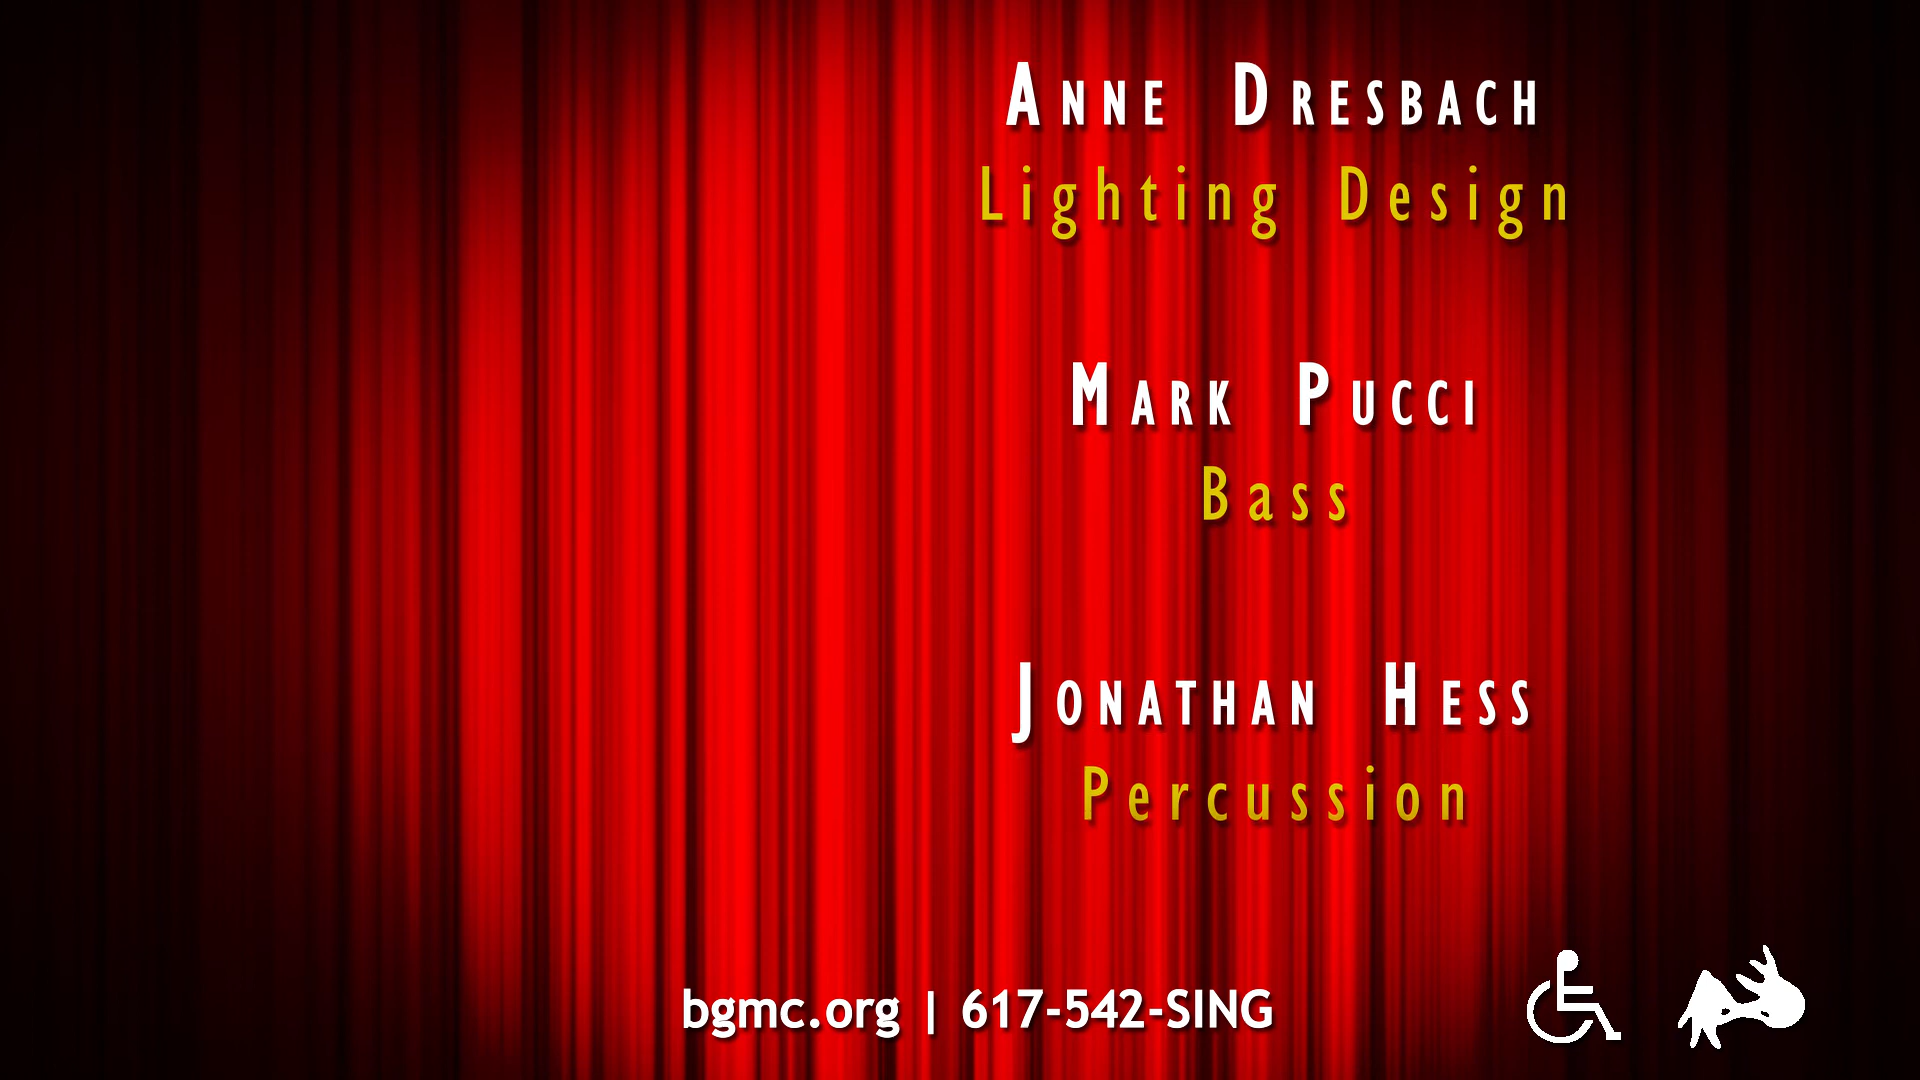 Anne Dresbach
Lighting Design
Mark Pucci
Bass
Jonathan Hess
Percussion
bgmc.org | 617-542-SING